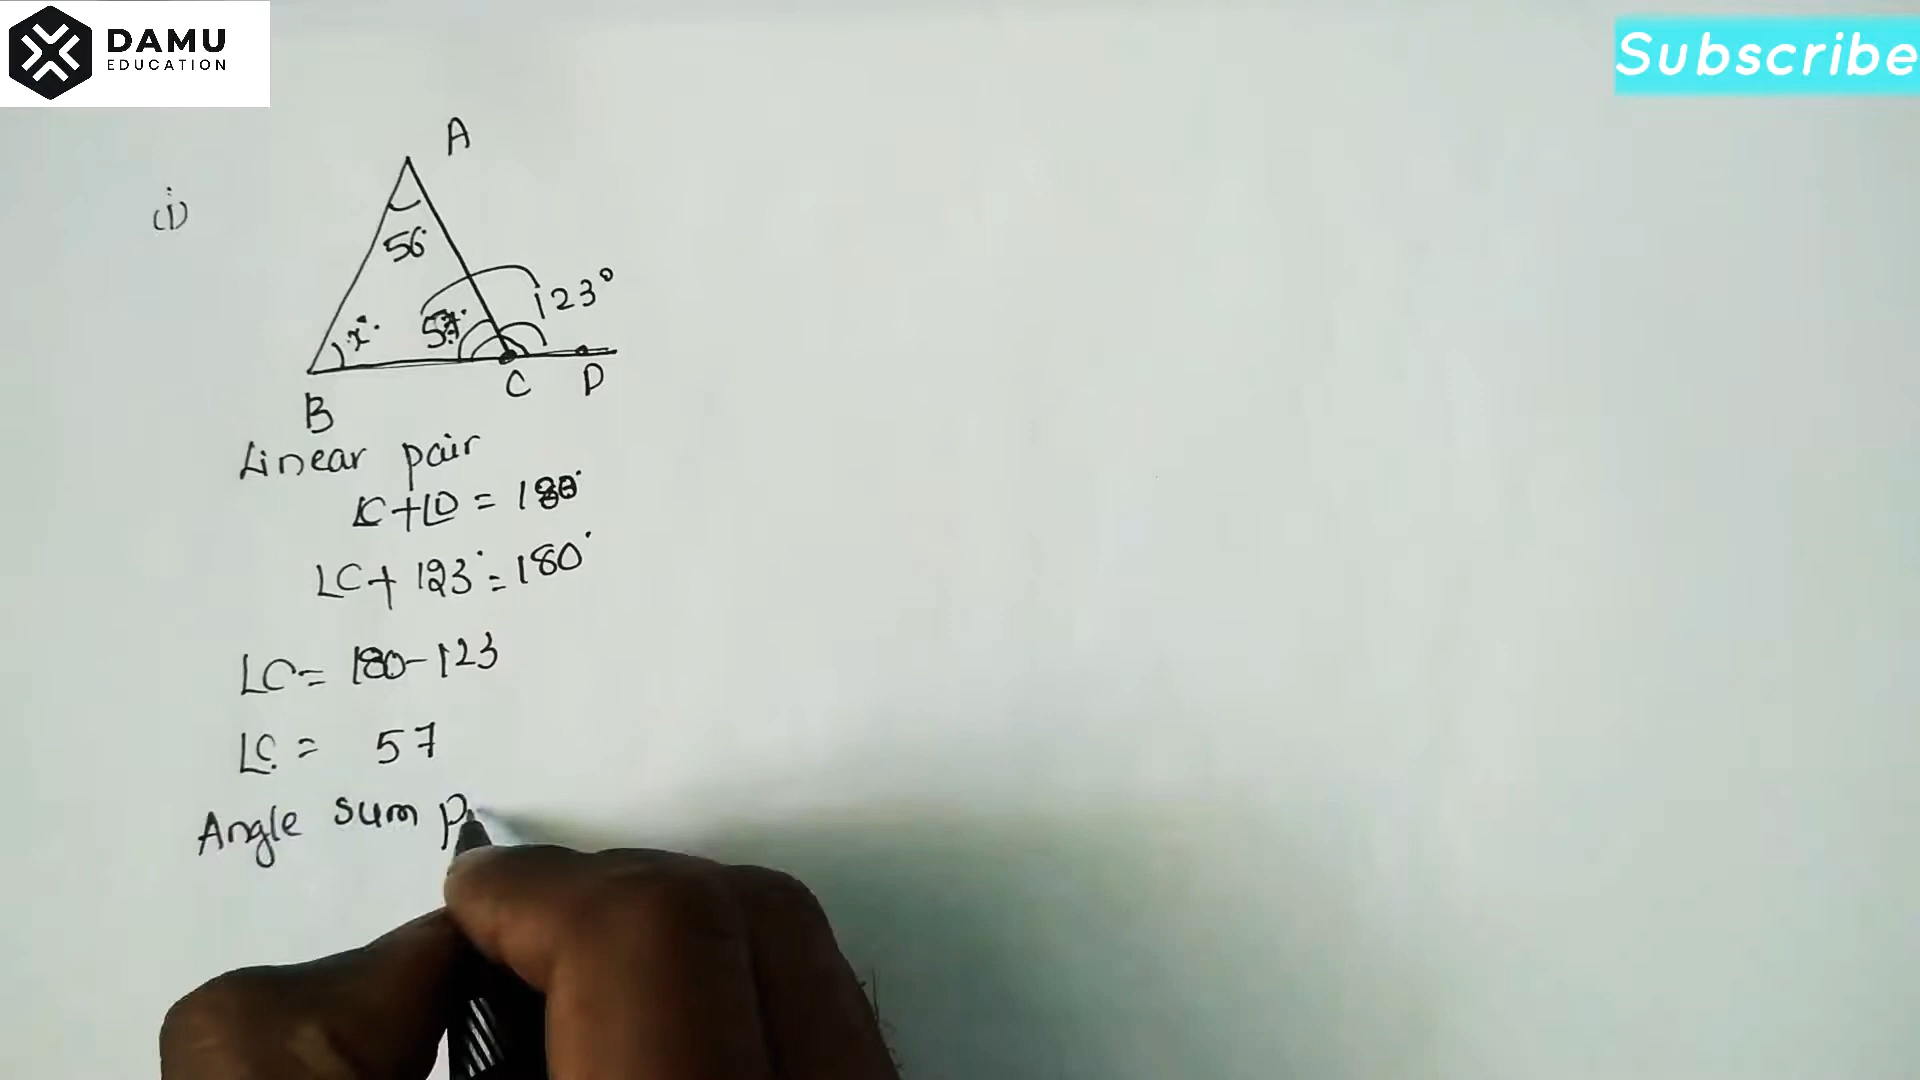 DAMU
EDUCATION
Subscribe
A
(i)
56°
123°
x°
57°
C D
B
Linear pair
∠C+∠D = 180°
∠C+ 123° = 180°
∠C = 180-123
∠C = 57
Angle sum p